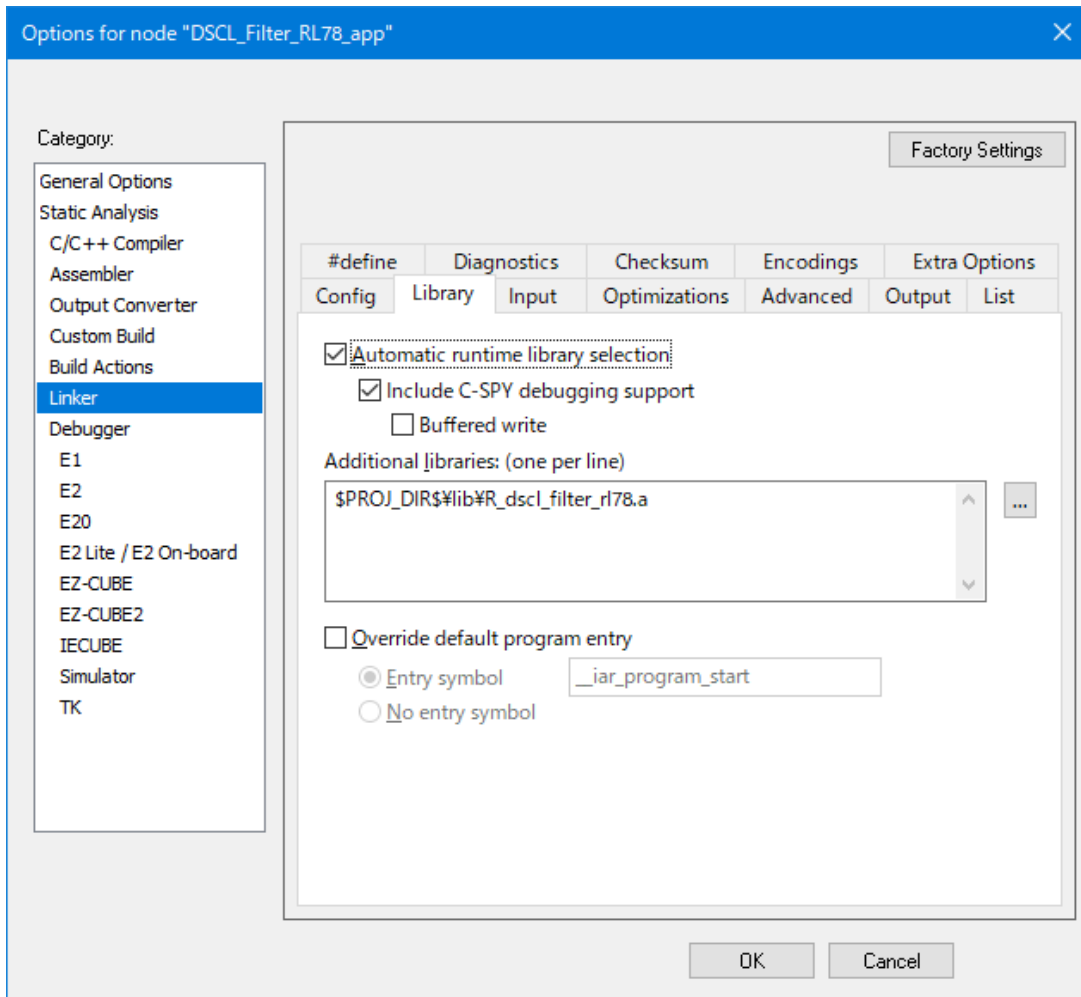 Options for node "DSCL_Filter_RL78_app"
Category:
Factory Settings
General Options
Static Analysis
C/C++ Compiler
Assembler
Output Converter
Custom Build
Build Actions
Linker
Debugger
E1
E2
E20
E2 Lite / E2 On-board
EZ-CUBE
EZ-CUBE2
IECUBE
Simulator
TK
#define Diagnostics Checksum Encodings Extra Options
Config Library Input Optimizations Advanced Output List
Automatic runtime library selection
Include C-SPY debugging support
Buffered write
Additional libraries: (one per line)
$PROJ_DIR$¥lib¥R_dscl_filter_rl78.a
...
Override default program entry
Entry symbol __iar_program_start
No entry symbol
OK Cancel